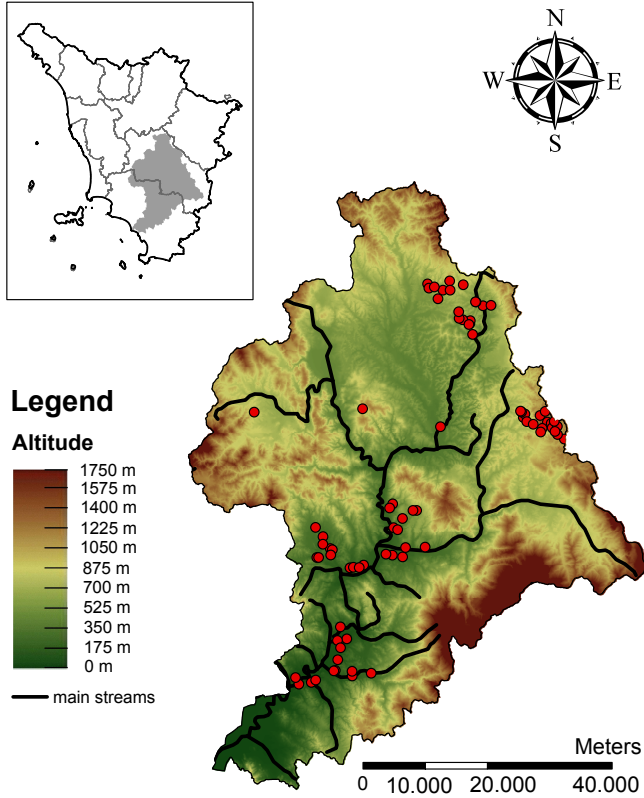 N
W E
S
Legend
Altitude
1750 m
1575 m
1400 m
1225 m
1050 m
875 m
700 m
525 m
350 m
175 m
0 m
main streams
Meters
0 10.000 20.000 40.000